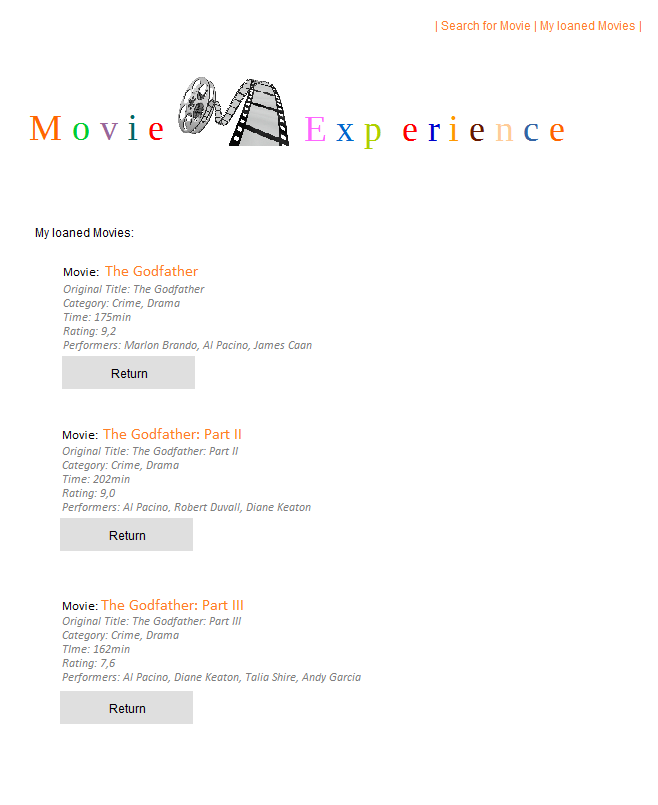 | Search for Movie | My loaned Movies |
Movie Experience
My loaned Movies:
Movie: The Godfather
Original Title: The Godfather
Category: Crime, Drama
Time: 175min
Rating: 9,2
Performers: Marlon Brando, Al Pacino, James Caan
Return
Movie: The Godfather: Part II
Original Title: The Godfather: Part II
Category: Crime, Drama
Time: 202min
Rating: 9,0
Performers: Al Pacino, Robert Duvall, Diane Keaton
Return
Movie: The Godfather: Part III
Original Title: The Godfather: Part III
Category: Crime, Drama
TIme: 162min
Rating: 7,6
Performers: Al Pacino, Diane Keaton, Talia Shire, Andy Garcia
Return